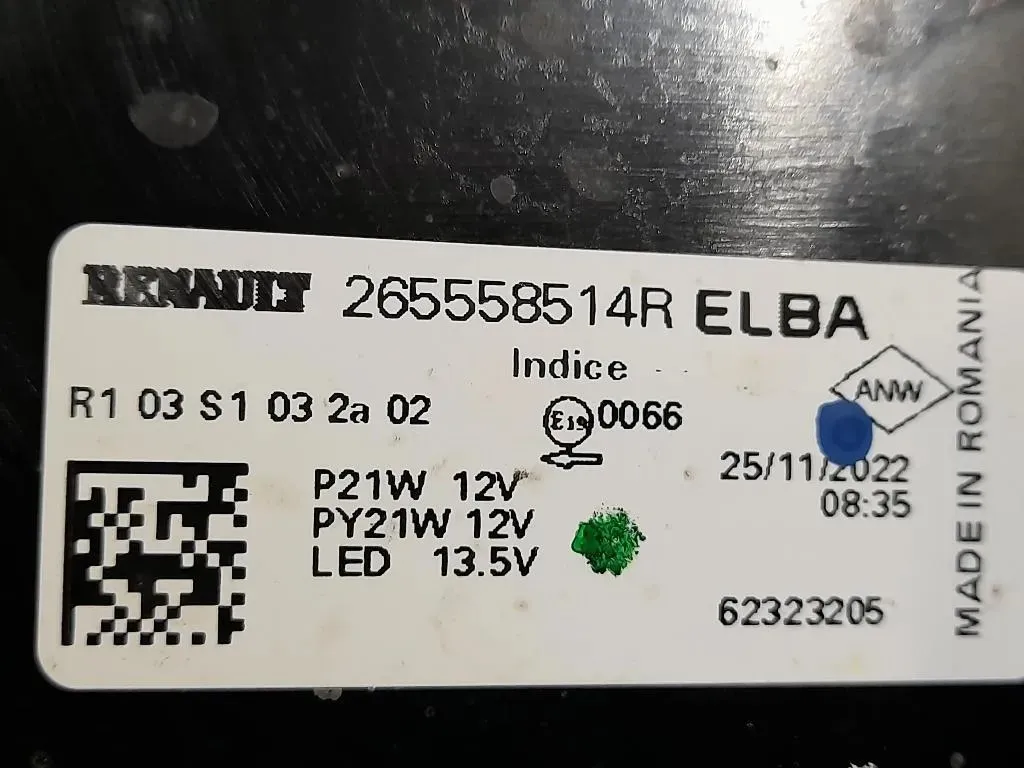 RENAULT 265558514R ELBA
Indice
R1 03 S1 03 2a 02
E19 0066
ANW
P21W 12V
PY21W 12V
LED 13.5V
25/11/2022
08:35
62323205
MADE IN ROMANIA